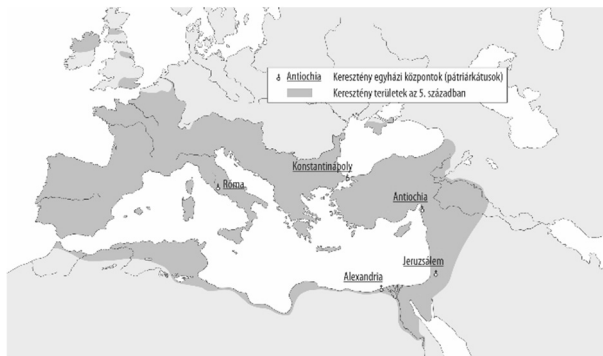 Antiochia Keresztény egyházi központok (pátriárkátusok)
Keresztény területek az 5. században
Konstantinápoly
Róma
Antiochia
Jeruzsálem
Alexandria